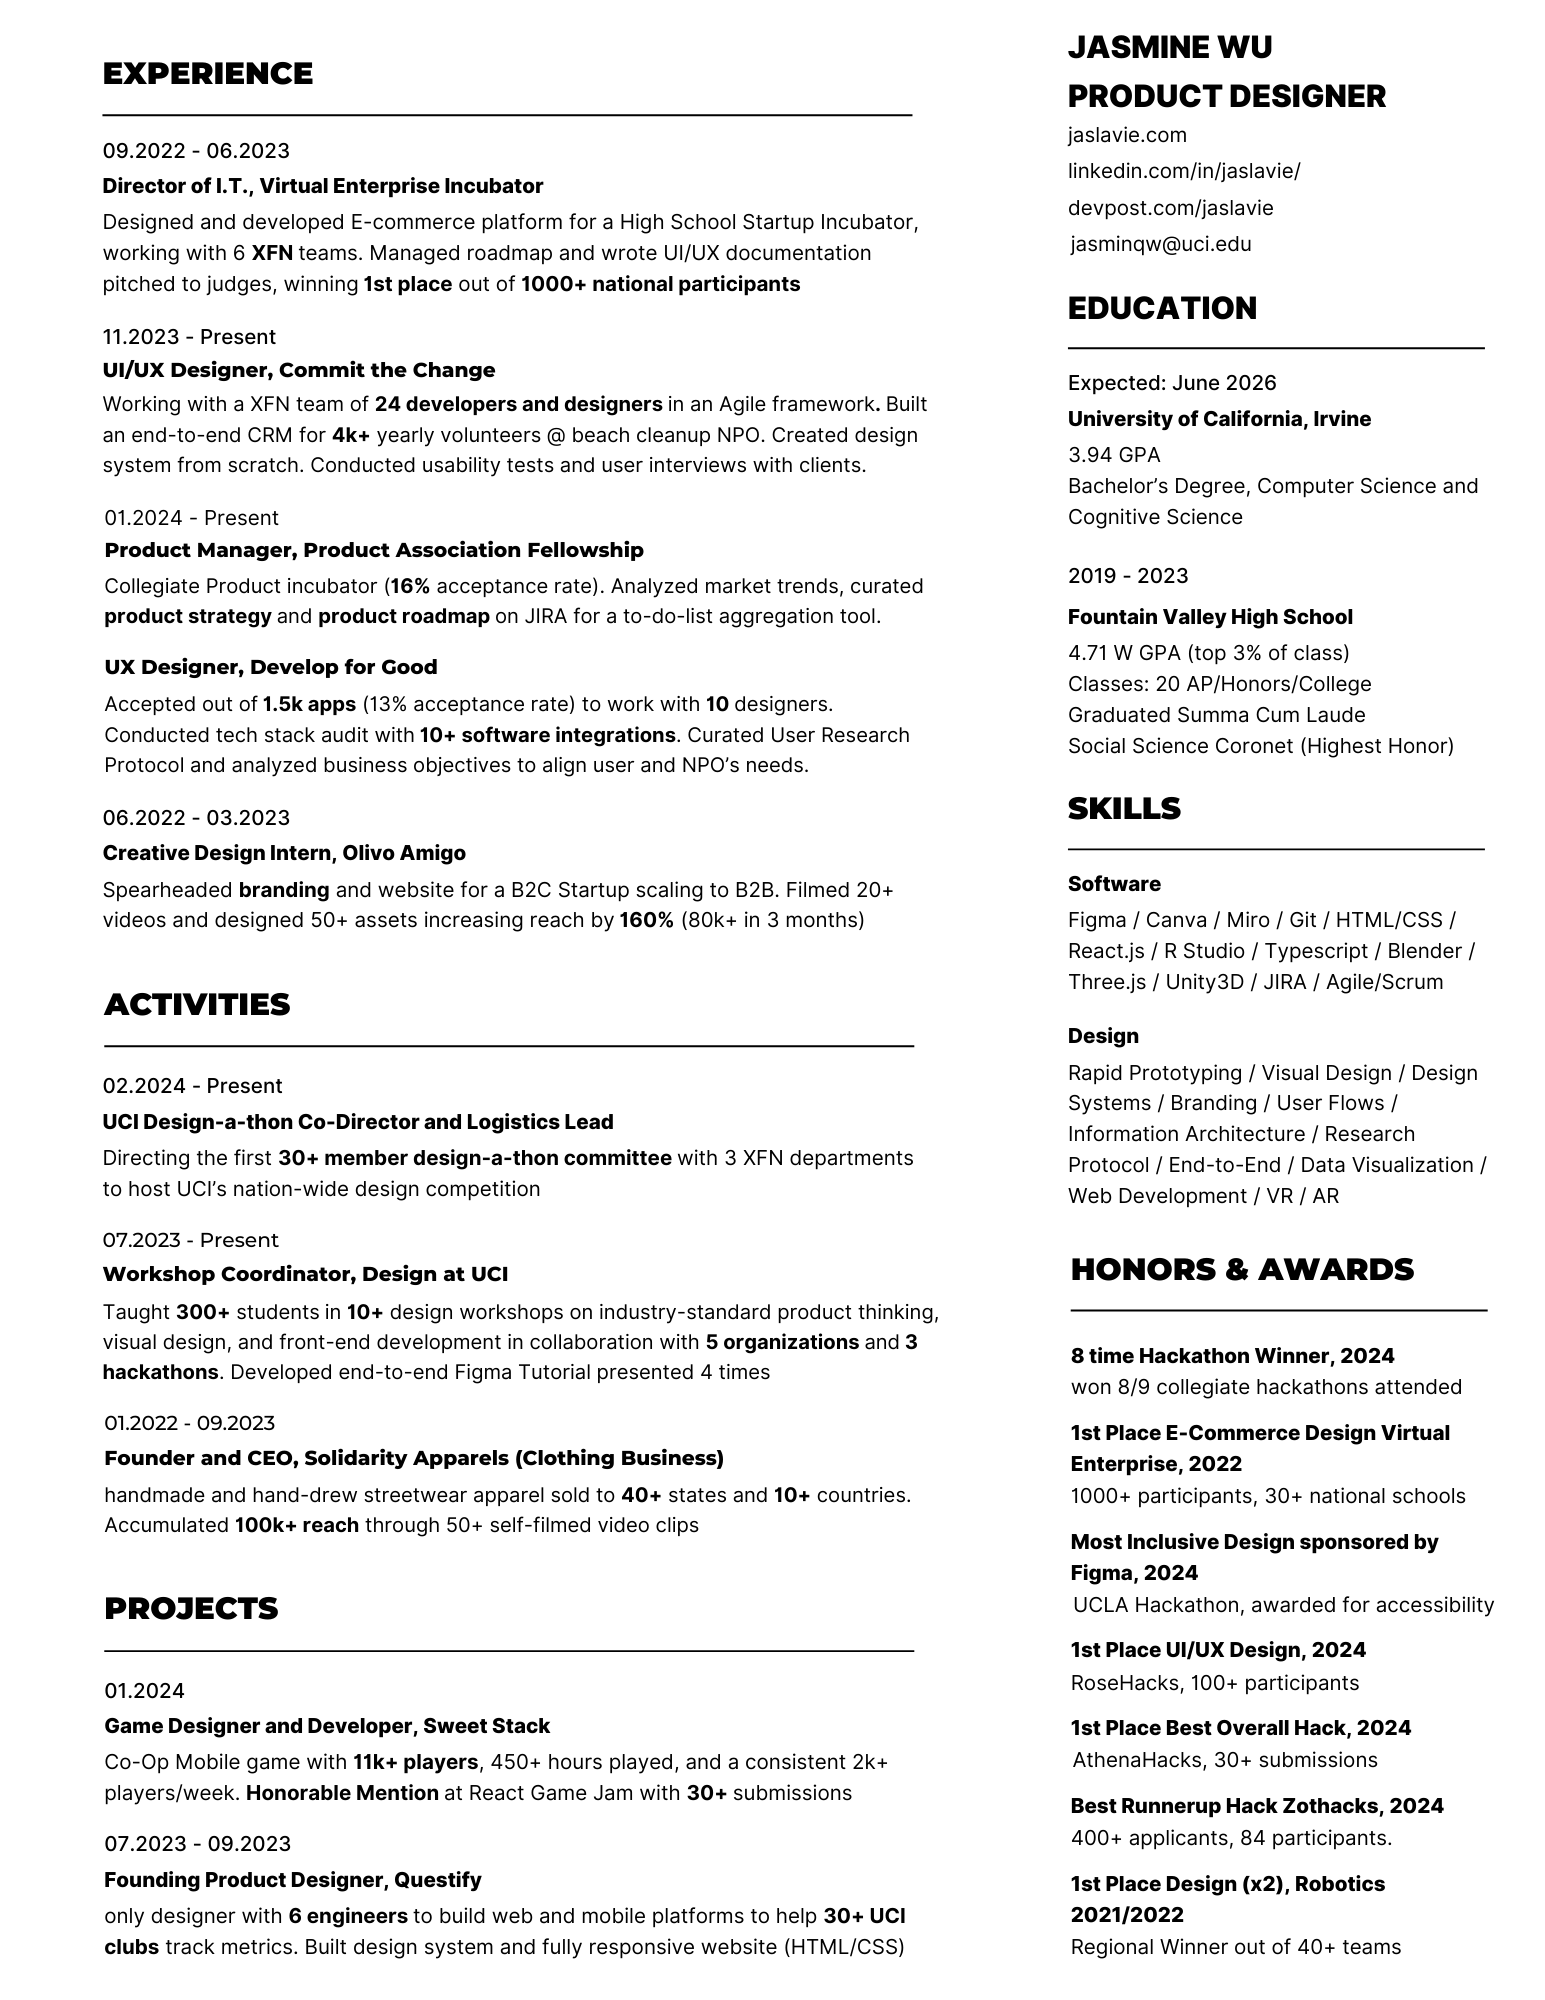 EXPERIENCE
09.2022 - 06.2023
Director of I.T., Virtual Enterprise Incubator
Designed and developed E-commerce platform for a High School Startup Incubator,
working with 6 XFN teams. Managed roadmap and wrote UI/UX documentation
pitched to judges, winning 1st place out of 1000+ national participants
11.2023 - Present
UI/UX Designer, Commit the Change
Working with a XFN team of 24 developers and designers in an Agile framework. Built
an end-to-end CRM for 4k+ yearly volunteers @ beach cleanup NPO. Created design
system from scratch. Conducted usability tests and user interviews with clients.
01.2024 - Present
Product Manager, Product Association Fellowship
Collegiate Product incubator (16% acceptance rate). Analyzed market trends, curated
product strategy and product roadmap on JIRA for a to-do-list aggregation tool.
UX Designer, Develop for Good
Accepted out of 1.5k apps (13% acceptance rate) to work with 10 designers.
Conducted tech stack audit with 10+ software integrations. Curated User Research
Protocol and analyzed business objectives to align user and NPO’s needs.
06.2022 - 03.2023
Creative Design Intern, Olivo Amigo
Spearheaded branding and website for a B2C Startup scaling to B2B. Filmed 20+
videos and designed 50+ assets increasing reach by 160% (80k+ in 3 months)
ACTIVITIES
02.2024 - Present
UCI Design-a-thon Co-Director and Logistics Lead
Directing the first 30+ member design-a-thon committee with 3 XFN departments
to host UCI’s nation-wide design competition
07.2023 - Present
Workshop Coordinator, Design at UCI
Taught 300+ students in 10+ design workshops on industry-standard product thinking,
visual design, and front-end development in collaboration with 5 organizations and 3
hackathons. Developed end-to-end Figma Tutorial presented 4 times
01.2022 - 09.2023
Founder and CEO, Solidarity Apparels (Clothing Business)
handmade and hand-drew streetwear apparel sold to 40+ states and 10+ countries.
Accumulated 100k+ reach through 50+ self-filmed video clips
PROJECTS
01.2024
Game Designer and Developer, Sweet Stack
Co-Op Mobile game with 11k+ players, 450+ hours played, and a consistent 2k+
players/week. Honorable Mention at React Game Jam with 30+ submissions
07.2023 - 09.2023
Founding Product Designer, Questify
only designer with 6 engineers to build web and mobile platforms to help 30+ UCI
clubs track metrics. Built design system and fully responsive website (HTML/CSS)
JASMINE WU
PRODUCT DESIGNER
jaslavie.com
linkedin.com/in/jaslavie/
devpost.com/jaslavie
jasminqw@uci.edu
EDUCATION
Expected: June 2026
University of California, Irvine
3.94 GPA
Bachelor’s Degree, Computer Science and
Cognitive Science
2019 - 2023
Fountain Valley High School
4.71 W GPA (top 3% of class)
Classes: 20 AP/Honors/College
Graduated Summa Cum Laude
Social Science Coronet (Highest Honor)
SKILLS
Software
Figma / Canva / Miro / Git / HTML/CSS /
React.js / R Studio / Typescript / Blender /
Three.js / Unity3D / JIRA / Agile/Scrum
Design
Rapid Prototyping / Visual Design / Design
Systems / Branding / User Flows /
Information Architecture / Research
Protocol / End-to-End / Data Visualization /
Web Development / VR / AR
HONORS & AWARDS
8 time Hackathon Winner, 2024
won 8/9 collegiate hackathons attended
1st Place E-Commerce Design Virtual
Enterprise, 2022
1000+ participants, 30+ national schools
Most Inclusive Design sponsored by
Figma, 2024
UCLA Hackathon, awarded for accessibility
1st Place UI/UX Design, 2024
RoseHacks, 100+ participants
1st Place Best Overall Hack, 2024
AthenaHacks, 30+ submissions
Best Runnerup Hack Zothacks, 2024
400+ applicants, 84 participants.
1st Place Design (x2), Robotics
2021/2022
Regional Winner out of 40+ teams